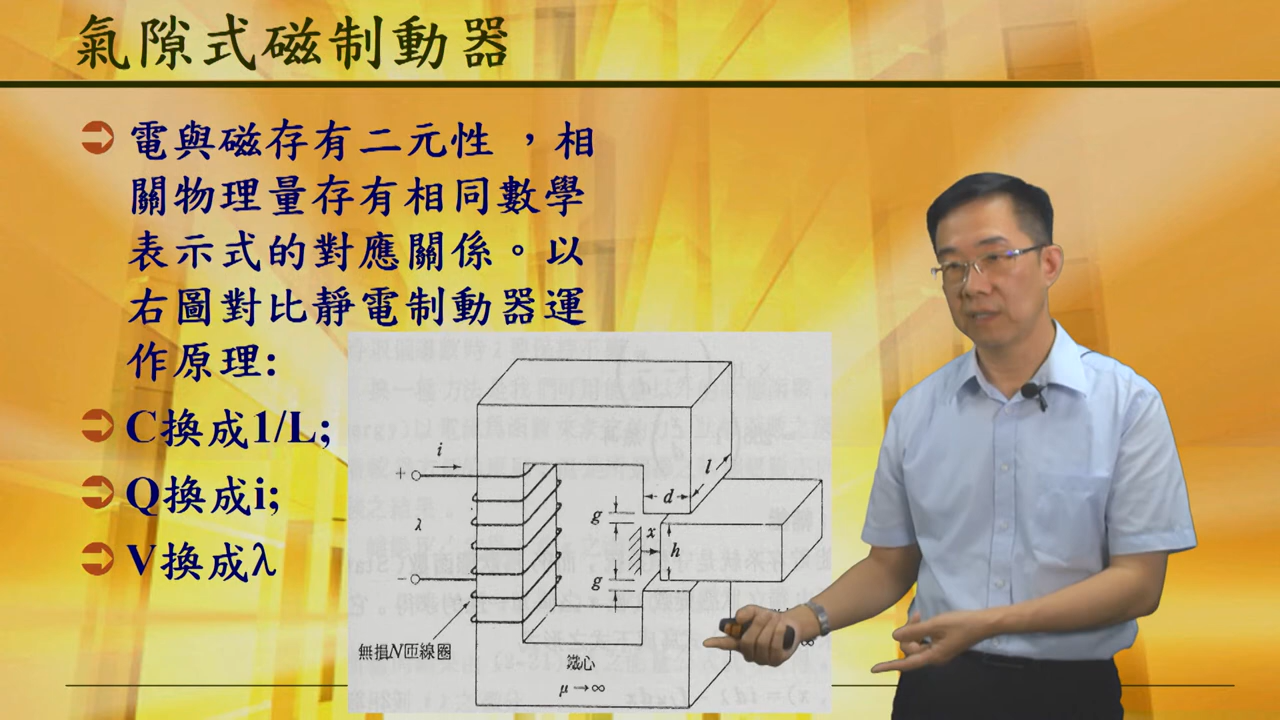 氣隙式磁制動器
電與磁存有二元性，相
關物理量存有相同數學
表示式的對應關係。以
右圖對比靜電制動器運
作原理:
C換成1/L;
Q換成i;
V換成λ
i
+
λ
−
l
d
g
x
h
g
無損N匝線圈
鐵心
μ→∞